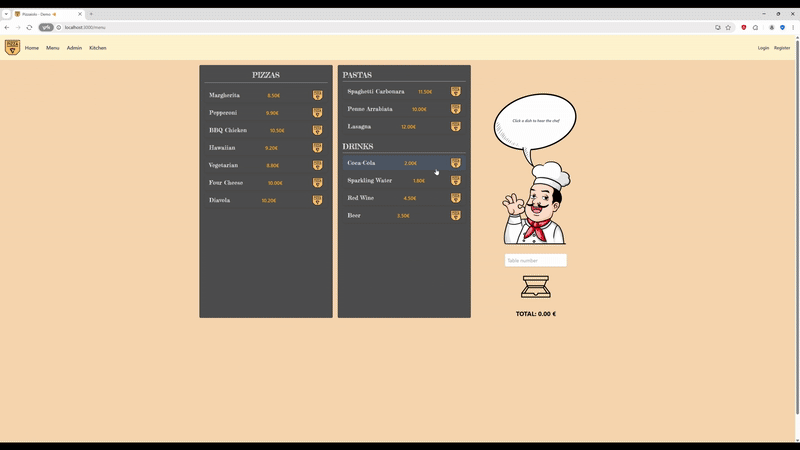 Pizzeria - Demo
localhost:3000/menu
PIZZA
Home
Menu
Admin
Kitchen
Login
Register
PIZZAS
Margherita 8.50€
Pepperoni 9.90€
BBQ Chicken 10.50€
Hawaiian 9.20€
Vegetarian 8.80€
Four Cheese 10.00€
Diavola 10.20€
PASTAS
Spaghetti Carbonara 11.50€
Penne Arrabiata 10.00€
Lasagna 12.00€
DRINKS
Coca-Cola 2.00€
Sparkling Water 1.80€
Red Wine 4.50€
Beer 3.50€
Click a dish to hear the chef
Table number
TOTAL: 0.00 €